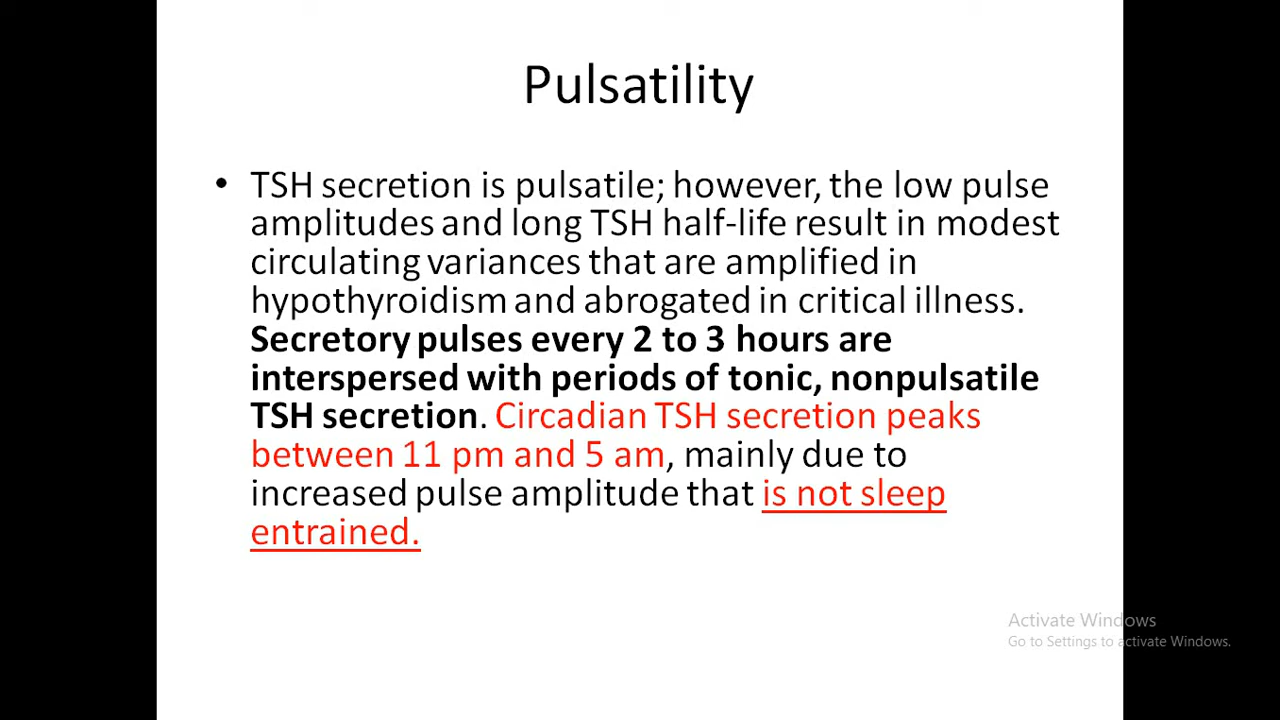 Pulsatility
• TSH secretion is pulsatile; however, the low pulse
amplitudes and long TSH half-life result in modest
circulating variances that are amplified in
hypothyroidism and abrogated in critical illness.
Secretory pulses every 2 to 3 hours are
interspersed with periods of tonic, nonpulsatile
TSH secretion. Circadian TSH secretion peaks
between 11 pm and 5 am, mainly due to
increased pulse amplitude that is not sleep
entrained.
Activate Windows
Go to Settings to activate Windows.